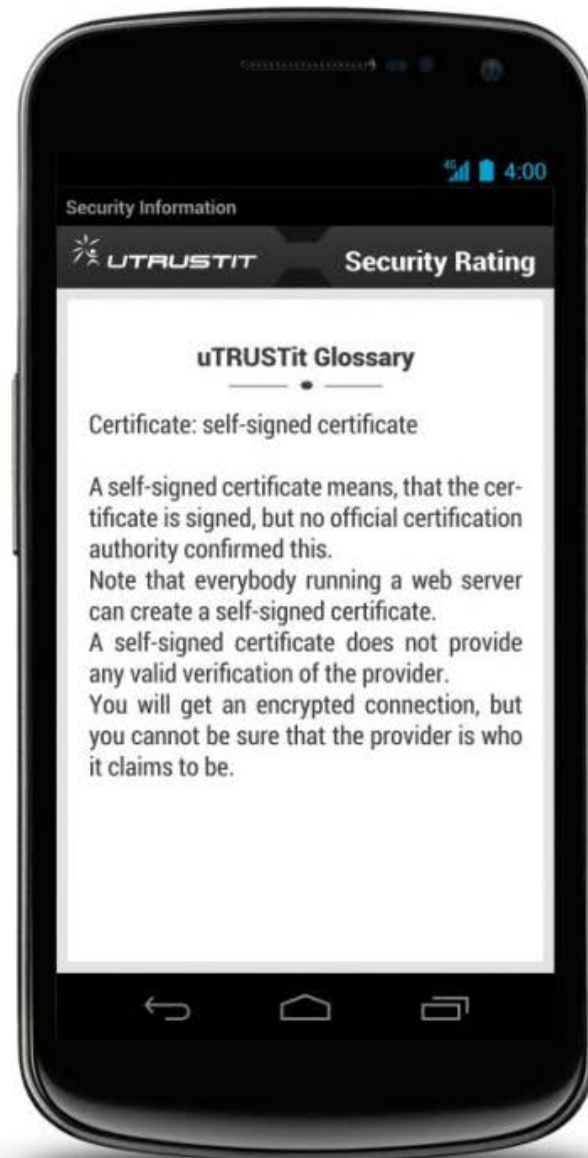 4G 4:00
Security Information
UTRUSTIT Security Rating
uTRUSTit Glossary
Certificate: self-signed certificate
A self-signed certificate means, that the cer-
tificate is signed, but no official certification
authority confirmed this.
Note that everybody running a web server
can create a self-signed certificate.
A self-signed certificate does not provide
any valid verification of the provider.
You will get an encrypted connection, but
you cannot be sure that the provider is who
it claims to be.